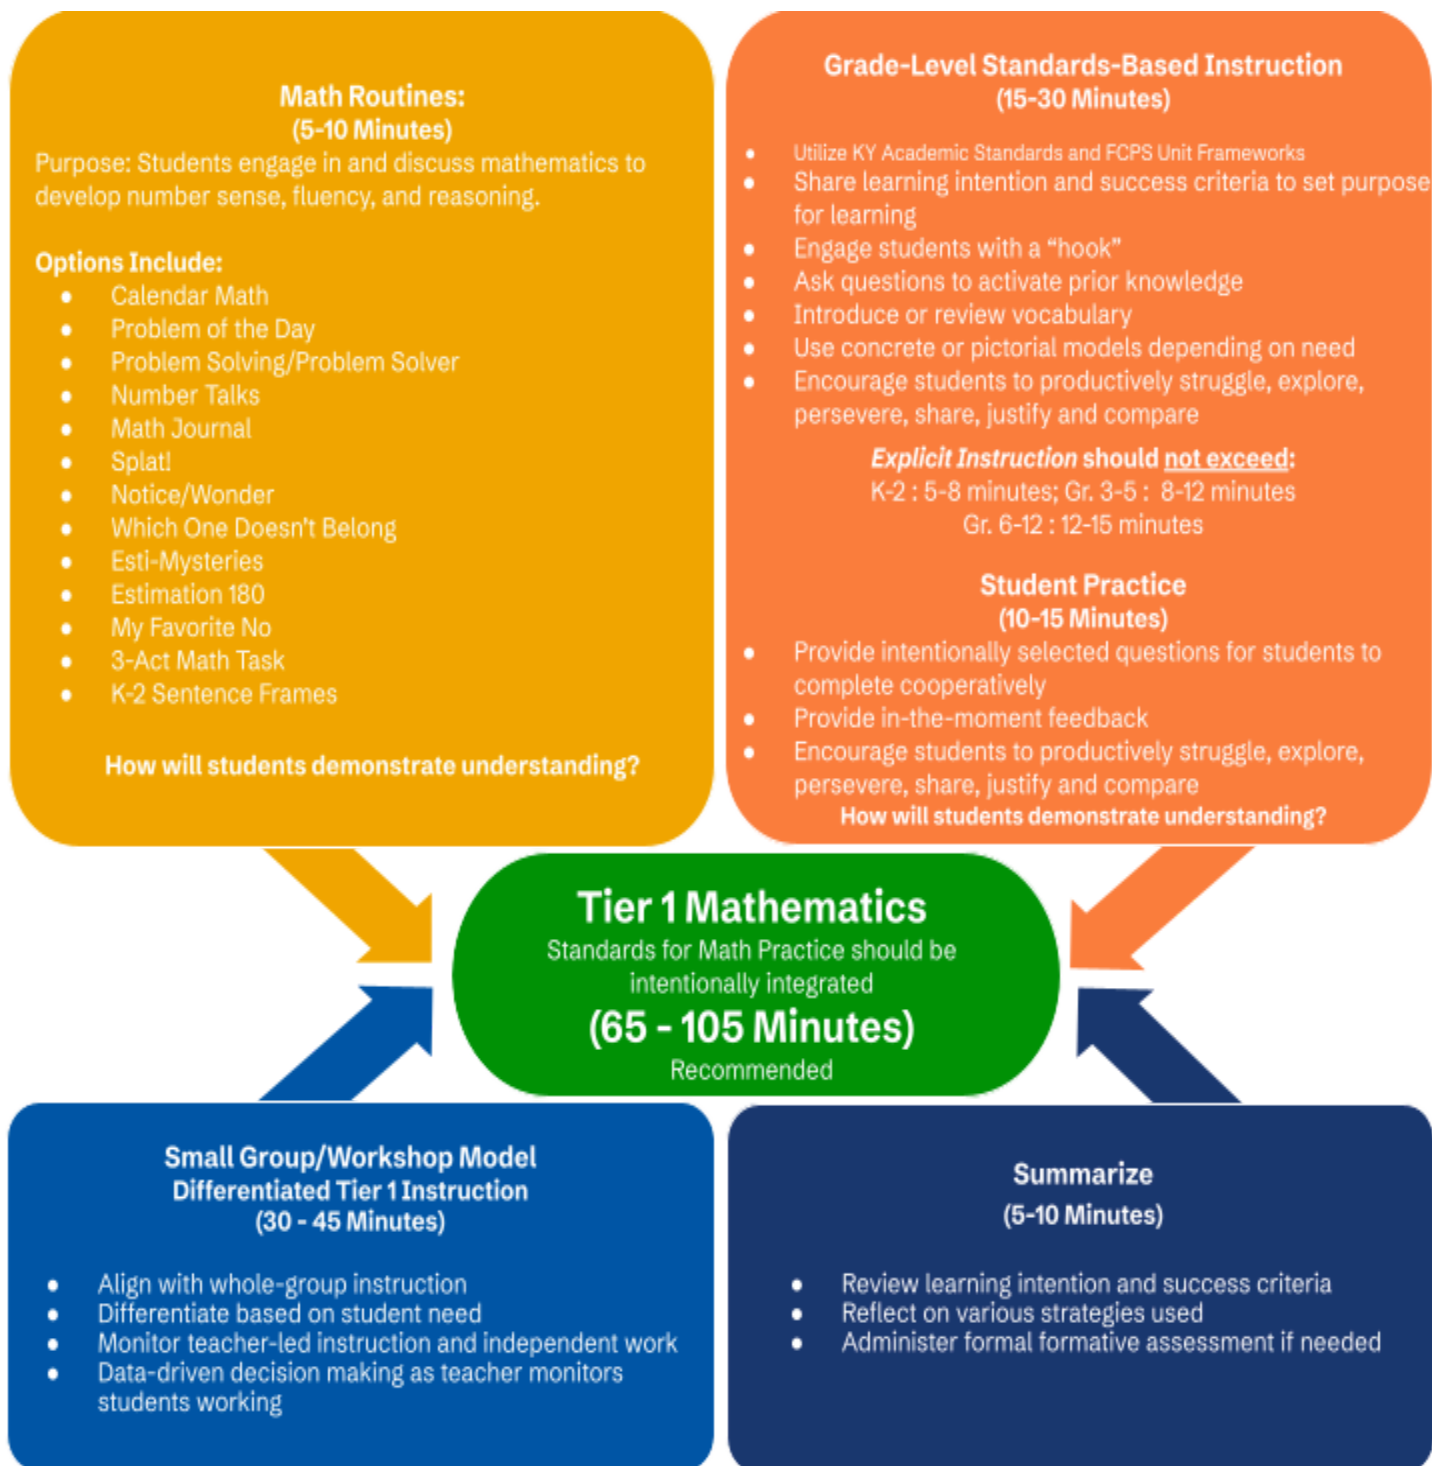 Math Routines:
(5-10 Minutes)
Purpose: Students engage in and discuss mathematics to
develop number sense, fluency, and reasoning.
Options Include:
● Calendar Math
● Problem of the Day
● Problem Solving/Problem Solver
● Number Talks
● Math Journal
● Splat!
● Notice/Wonder
● Which One Doesn't Belong
● Esti-Mysteries
● Estimation 180
● My Favorite No
● 3-Act Math Task
● K-2 Sentence Frames
How will students demonstrate understanding?
Grade-Level Standards-Based Instruction
(15-30 Minutes)
● Utilize KY Academic Standards and FCPS Unit Frameworks
● Share learning intention and success criteria to set purpose
for learning
● Engage students with a “hook”
● Ask questions to activate prior knowledge
● Introduce or review vocabulary
● Use concrete or pictorial models depending on need
● Encourage students to productively struggle, explore,
persevere, share, justify and compare
Explicit Instruction should not exceed:
K-2 : 5-8 minutes; Gr. 3-5 : 8-12 minutes
Gr. 6-12 : 12-15 minutes
Student Practice
(10-15 Minutes)
● Provide intentionally selected questions for students to
complete cooperatively
● Provide in-the-moment feedback
● Encourage students to productively struggle, explore,
persevere, share, justify and compare
How will students demonstrate understanding?
Tier 1 Mathematics
Standards for Math Practice should be
intentionally integrated
(65 - 105 Minutes)
Recommended
Small Group/Workshop Model
Differentiated Tier 1 Instruction
(30 - 45 Minutes)
● Align with whole-group instruction
● Differentiate based on student need
● Monitor teacher-led instruction and independent work
● Data-driven decision making as teacher monitors
students working
Summarize
(5-10 Minutes)
● Review learning intention and success criteria
● Reflect on various strategies used
● Administer formal formative assessment if needed